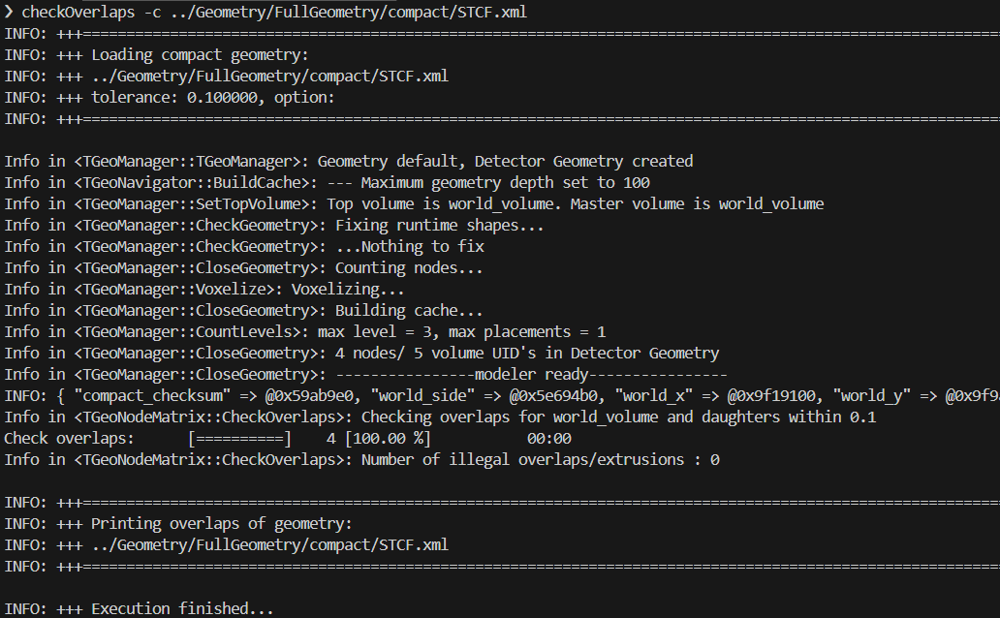 ❯ checkOverlaps -c ../Geometry/FullGeometry/compact/STCF.xml
INFO: +++==========================================================================================================
INFO: +++ Loading compact geometry:
INFO: +++ ../Geometry/FullGeometry/compact/STCF.xml
INFO: +++ tolerance: 0.100000, option:
INFO: +++==========================================================================================================
Info in <TGeoManager::TGeoManager>: Geometry default, Detector Geometry created
Info in <TGeoNavigator::BuildCache>: --- Maximum geometry depth set to 100
Info in <TGeoManager::SetTopVolume>: Top volume is world_volume. Master volume is world_volume
Info in <TGeoManager::CheckGeometry>: Fixing runtime shapes...
Info in <TGeoManager::CheckGeometry>: ...Nothing to fix
Info in <TGeoManager::CloseGeometry>: Counting nodes...
Info in <TGeoManager::Voxelize>: Voxelizing...
Info in <TGeoManager::CloseGeometry>: Building cache...
Info in <TGeoManager::CountLevels>: max level = 3, max placements = 1
Info in <TGeoManager::CloseGeometry>: 4 nodes/ 5 volume UID's in Detector Geometry
Info in <TGeoManager::CloseGeometry>: ----------------modeler ready----------------
INFO: { "compact_checksum" => @0x59ab9e0, "world_side" => @0x5e694b0, "world_x" => @0x9f19100, "world_y" => @0x9f9
Info in <TGeoNodeMatrix::CheckOverlaps>: Checking overlaps for world_volume and daughters within 0.1
Check overlaps: [==========] 4 [100.00 %] 00:00
Info in <TGeoNodeMatrix::CheckOverlaps>: Number of illegal overlaps/extrusions : 0
INFO: +++==========================================================================================================
INFO: +++ Printing overlaps of geometry:
INFO: +++ ../Geometry/FullGeometry/compact/STCF.xml
INFO: +++==========================================================================================================
INFO: +++ Execution finished...